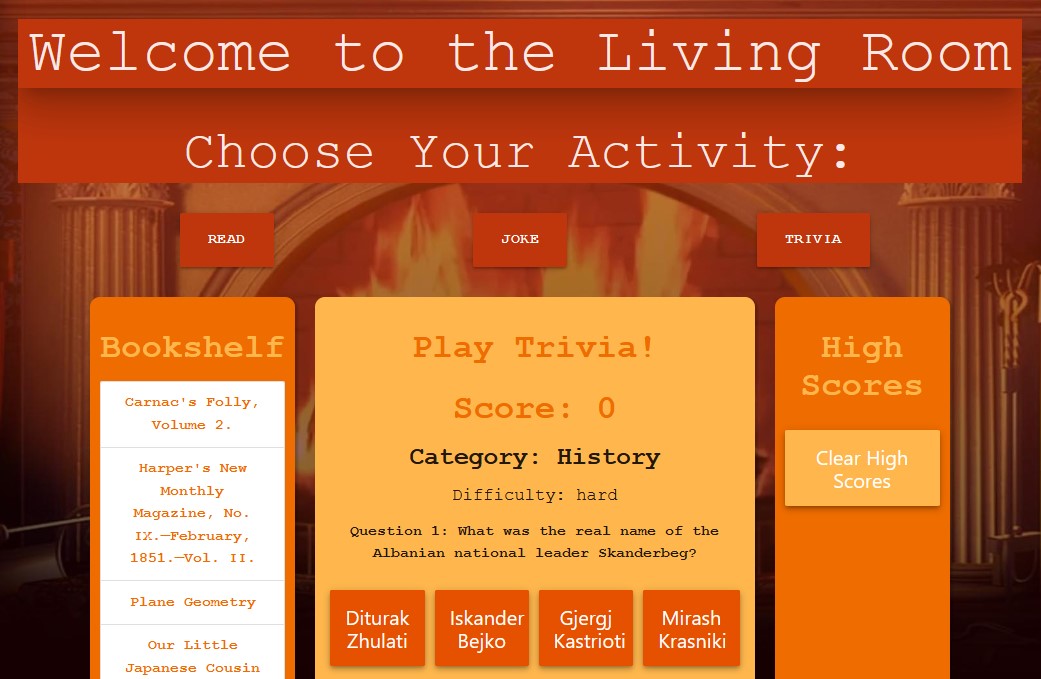 Welcome to the Living Room
Choose Your Activity:
READ
JOKE
TRIVIA
Bookshelf
Carnac's Folly,
Volume 2.
Harper's New
Monthly
Magazine, No.
IX.—February,
1851.—Vol. II.
Plane Geometry
Our Little
Japanese Cousin
Play Trivia!
Score: 0
Category: History
Difficulty: hard
Question 1: What was the real name of the
Albanian national leader Skanderbeg?
Diturak
Zhulati
Iskander
Bejko
Gjergj
Kastrioti
Mirash
Krasniki
High
Scores
Clear High
Scores